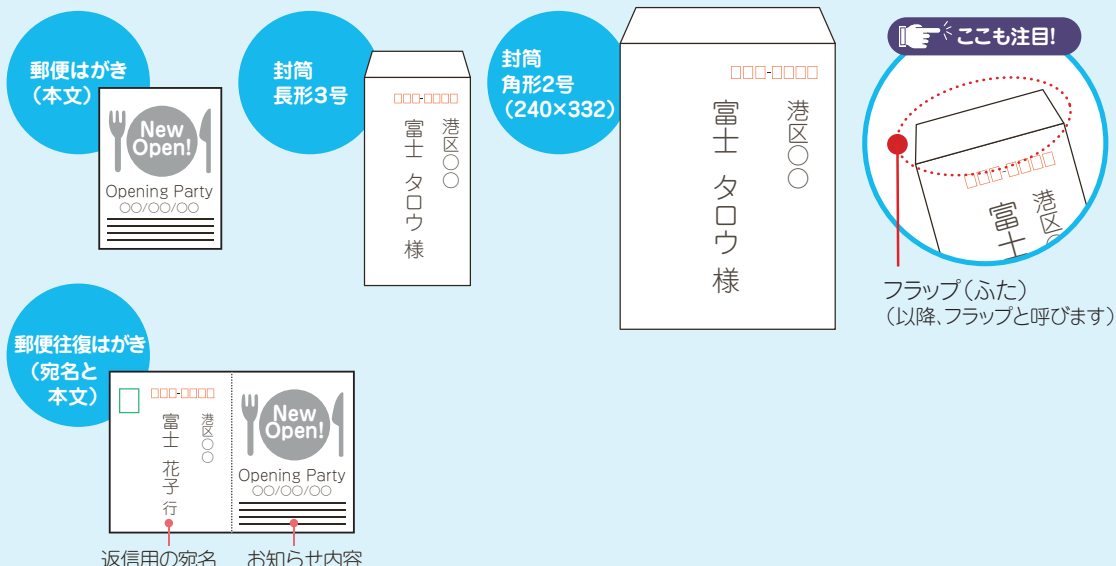 郵便はがき
（本文）
New
Open!
Opening Party
○○/○○/○○
封筒
長形3号
□□□-□□□□
港区○○
富士 タロウ 様
封筒
角形2号
（240×332）
□□□-□□□□
港区○○
富士 タロウ 様
ここも注目!
□□□-□□□□
港区○
富士
フラップ（ふた）
（以降、フラップと呼びます）
郵便往復はがき
（宛名と
本文）
□□□-□□□□
港区○○
富士 花子 行
New
Open!
Opening Party
○○/○○/○○
返信用の宛名
お知らせ内容